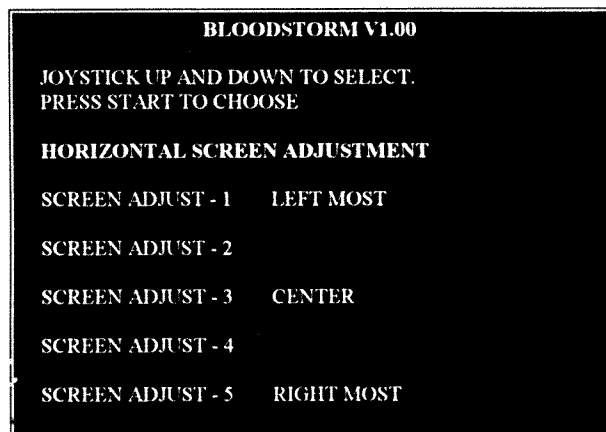 BLOODSTORM V1.00
JOYSTICK UP AND DOWN TO SELECT.
PRESS START TO CHOOSE
HORIZONTAL SCREEN ADJUSTMENT
SCREEN ADJUST - 1 LEFT MOST
SCREEN ADJUST - 2
SCREEN ADJUST - 3 CENTER
SCREEN ADJUST - 4
SCREEN ADJUST - 5 RIGHT MOST